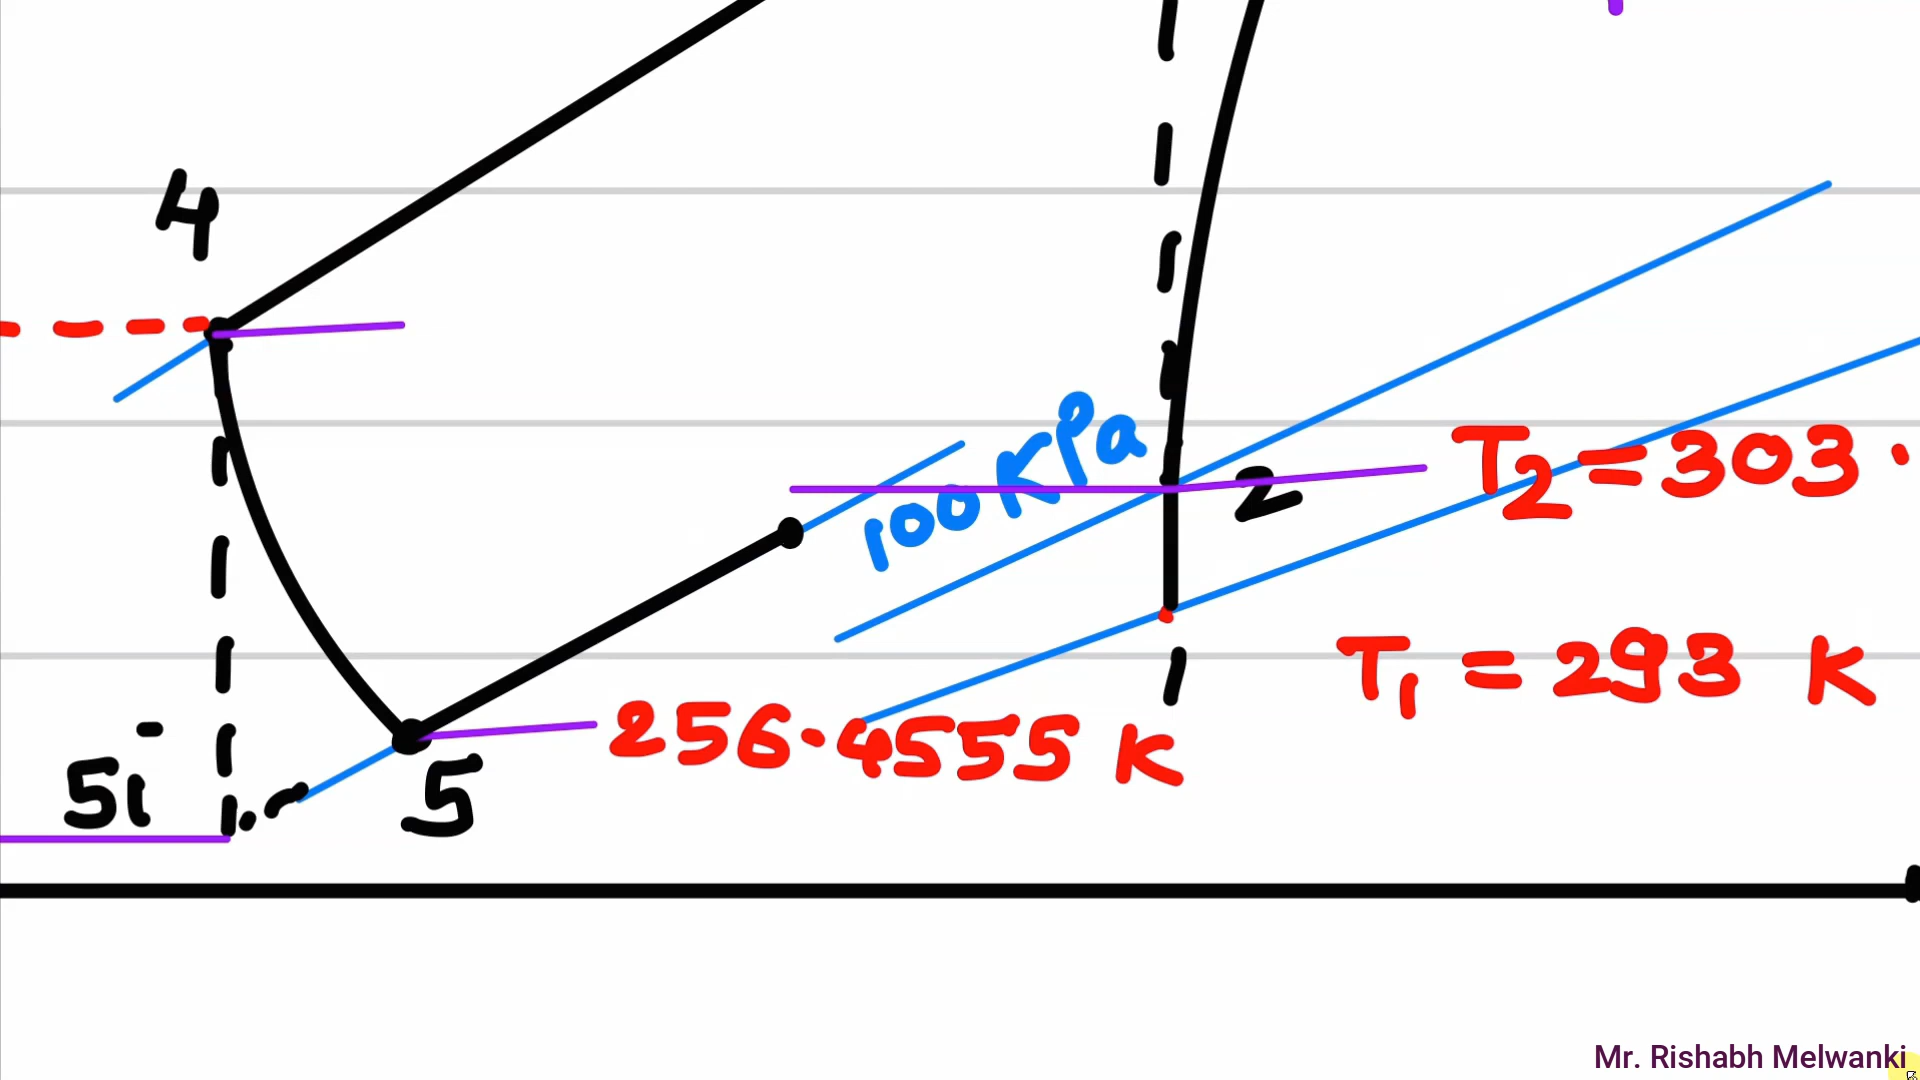 4
100 KPa
2
T2 = 303.
T1 = 293 K
256.4555 K
5i
5
Mr. Rishabh Melwanki